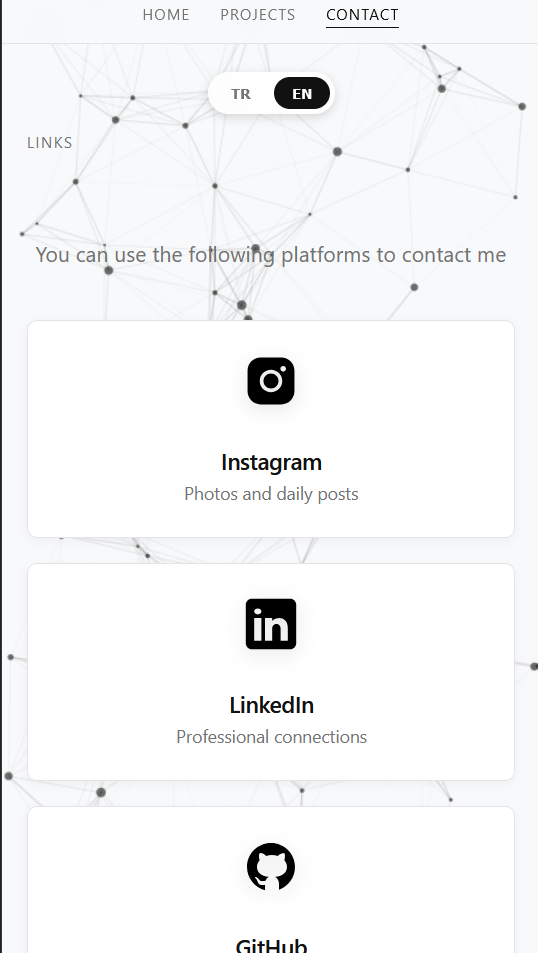 HOME PROJECTS CONTACT
TR EN
LINKS
You can use the following platforms to contact me
Instagram
Photos and daily posts
in
LinkedIn
Professional connections
GitHub